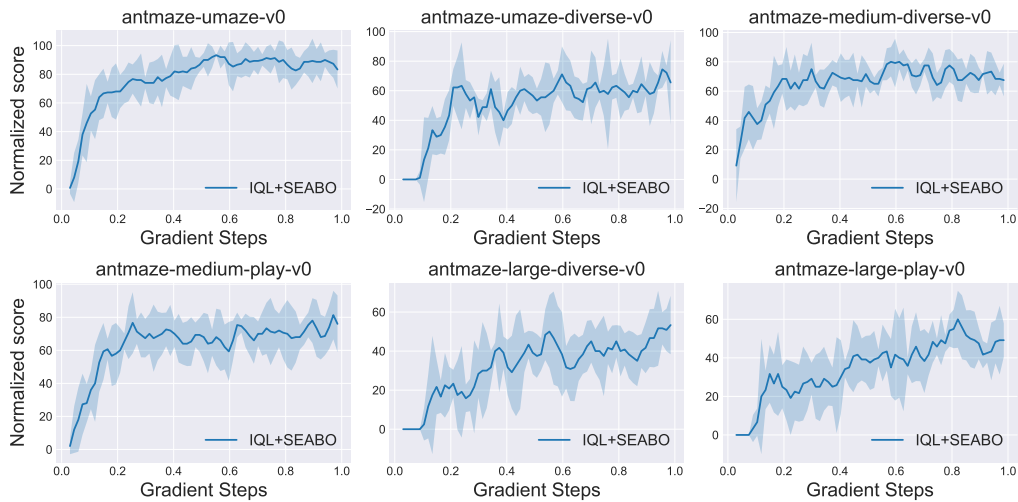 antmaze-umaze-v0
Normalized score
100
80
60
40
20
0
IQL+SEABO
0.0 0.2 0.4 0.6 0.8 1.0
Gradient Steps
antmaze-umaze-diverse-v0
100
80
60
40
20
0
−20
IQL+SEABO
0.0 0.2 0.4 0.6 0.8 1.0
Gradient Steps
antmaze-medium-diverse-v0
100
80
60
40
20
0
−20
IQL+SEABO
0.0 0.2 0.4 0.6 0.8 1.0
Gradient Steps
antmaze-medium-play-v0
Normalized score
100
80
60
40
20
0
IQL+SEABO
0.0 0.2 0.4 0.6 0.8 1.0
Gradient Steps
antmaze-large-diverse-v0
60
40
20
0
IQL+SEABO
0.0 0.2 0.4 0.6 0.8 1.0
Gradient Steps
antmaze-large-play-v0
60
40
20
0
IQL+SEABO
0.0 0.2 0.4 0.6 0.8 1.0
Gradient Steps